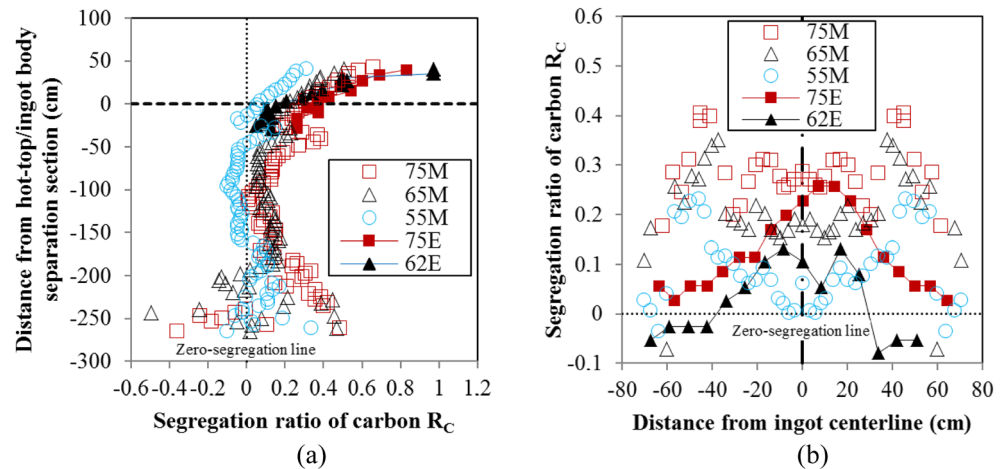 100
50
0
-50
-100
-150
-200
-250
-300
Distance from hot-top/ingot body
separation section (cm)
75M
65M
55M
75E
62E
Zero-segregation line
-0.6 -0.4 -0.2 0 0.2 0.4 0.6 0.8 1 1.2
Segregation ratio of carbon RC
(a)
0.6
0.5
0.4
0.3
0.2
0.1
0
-0.1
Segregation ratio of carbon RC
75M
65M
55M
75E
62E
Zero-segregation line
-80 -60 -40 -20 0 20 40 60 80
Distance from ingot centerline (cm)
(b)